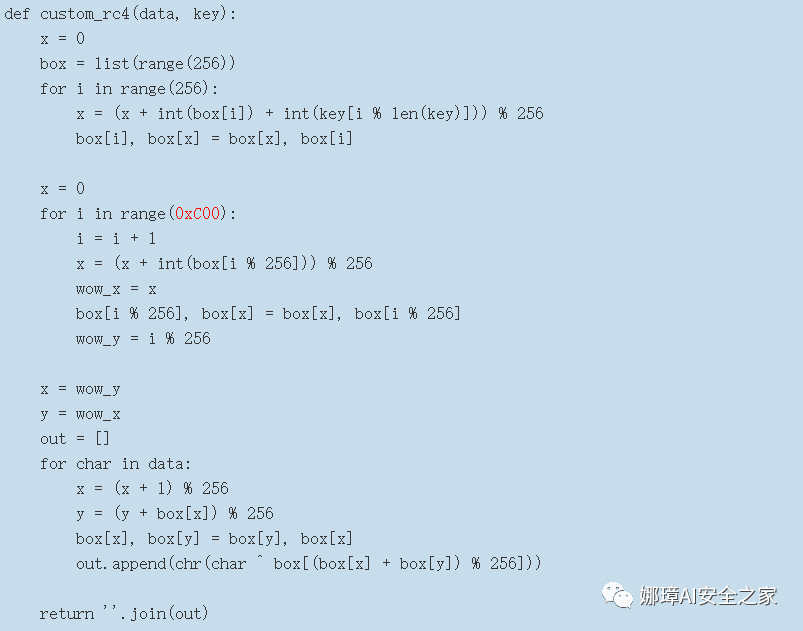 def custom_rc4(data, key):
    x = 0
    box = list(range(256))
    for i in range(256):
        x = (x + int(box[i]) + int(key[i % len(key)])) % 256
        box[i], box[x] = box[x], box[i]

    x = 0
    for i in range(0xC00):
        i = i + 1
        x = (x + int(box[i % 256])) % 256
        wow_x = x
        box[i % 256], box[x] = box[x], box[i % 256]
        wow_y = i % 256

    x = wow_y
    y = wow_x
    out = []
    for char in data:
        x = (x + 1) % 256
        y = (y + box[x]) % 256
        box[x], box[y] = box[y], box[x]
        out.append(chr(char ^ box[(box[x] + box[y]) % 256]))

    return ''.join(out)
娜璋AI安全之家